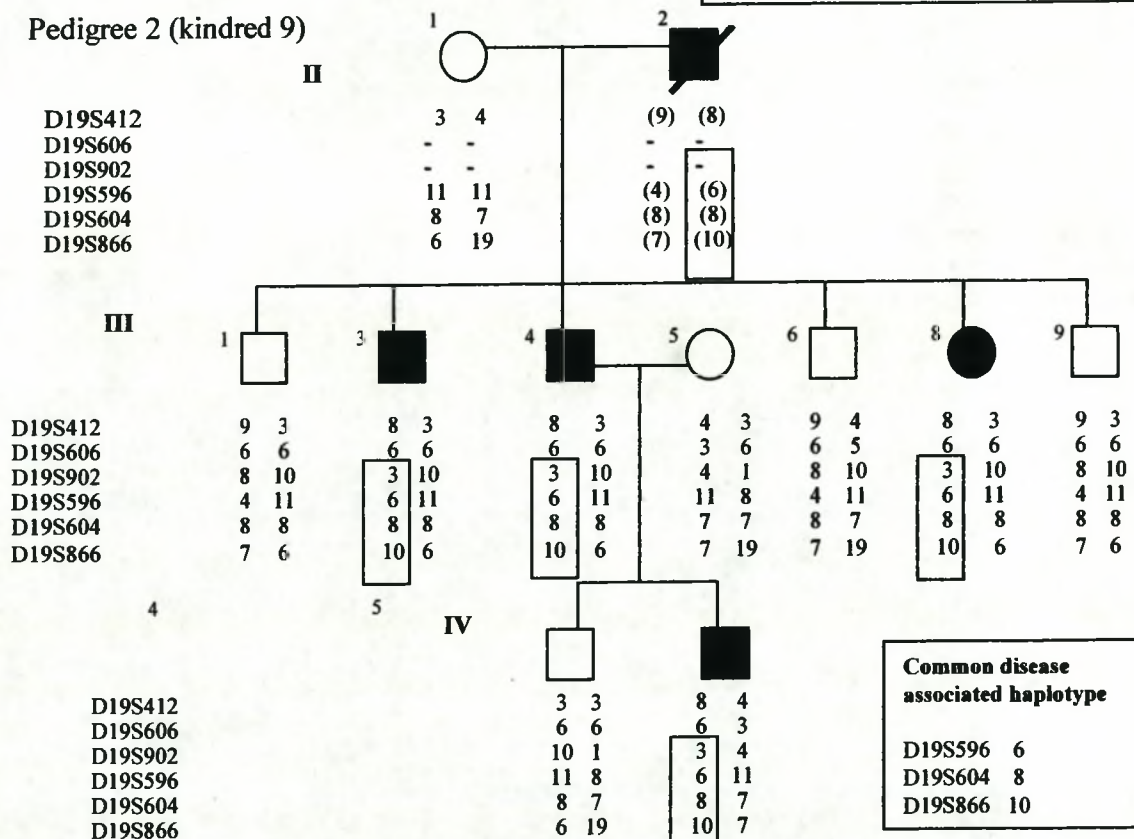 Pedigree 2 (kindred 9)
1 2
II
D19S412 3 4 (9) (8)
D19S606 - - - -
D19S902 - - - -
D19S596 11 11 (4) (6)
D19S604 8 7 (8) (8)
D19S866 6 19 (7) (10)
III
1 3 4 5 6 8 9
D19S412 9 3 8 3 8 3 4 3 9 4 8 3 9 3
D19S606 6 6 6 6 6 6 3 6 6 5 6 6 6 6
D19S902 8 10 3 10 3 10 4 1 8 10 3 10 8 10
D19S596 4 11 6 11 6 11 11 8 4 11 6 11 4 11
D19S604 8 8 8 8 8 8 7 7 8 7 8 8 8 8
D19S866 7 6 10 6 10 6 7 19 7 19 10 6 7 6
4 5
IV
D19S412 3 3 8 4
D19S606 6 6 6 3
D19S902 10 1 3 4
D19S596 11 8 6 11
D19S604 8 7 8 7
D19S866 6 19 10 7
Common disease
associated haplotype
D19S596 6
D19S604 8
D19S866 10